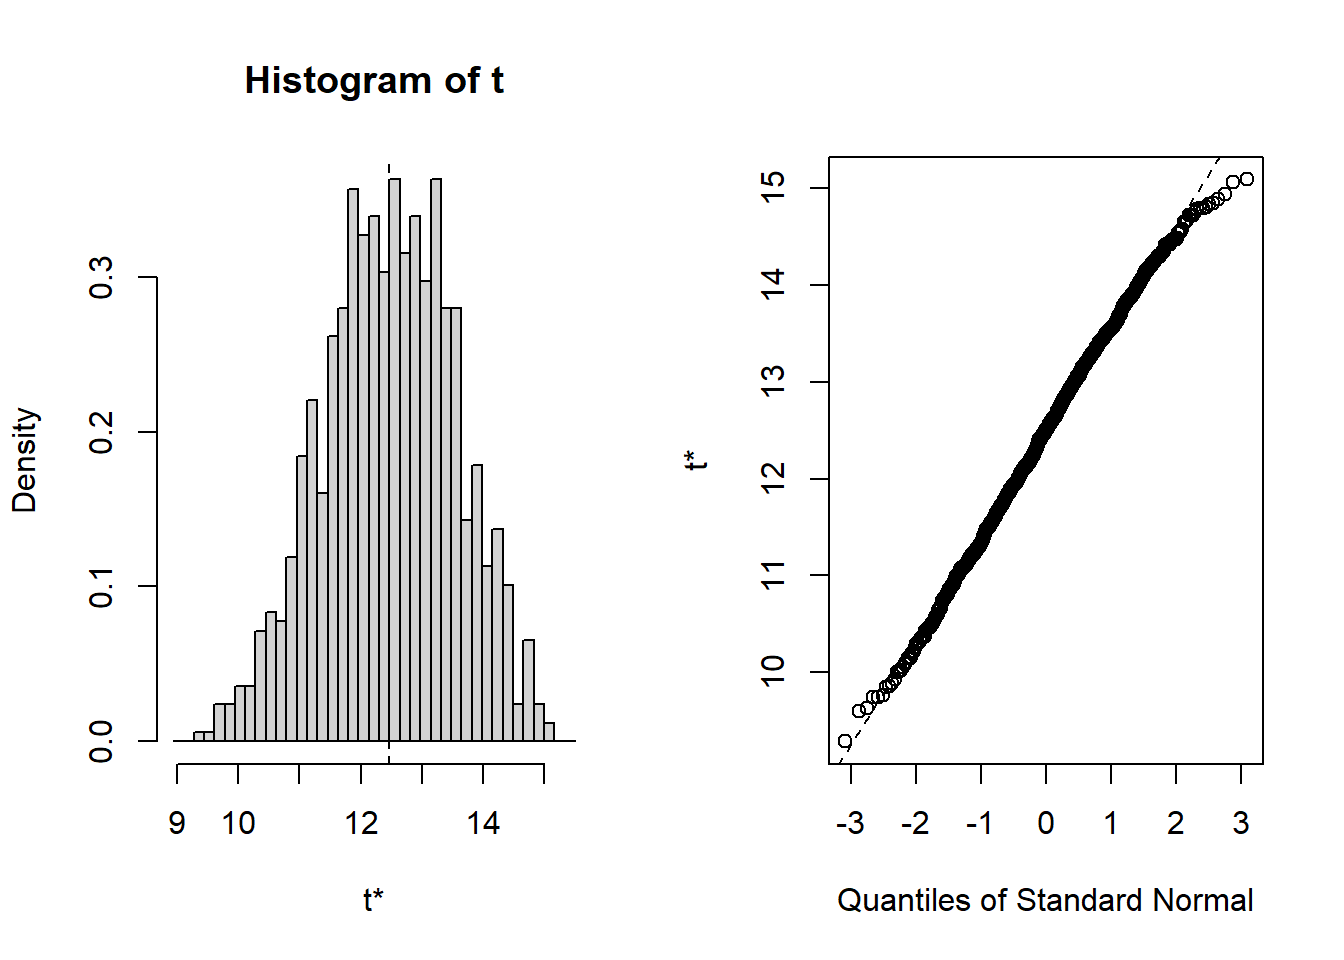 Histogram of t
Density
0.0 0.1 0.2 0.3
9 10 12 14
t*
t*
10 11 12 13 14 15
-3 -2 -1 0 1 2 3
Quantiles of Standard Normal